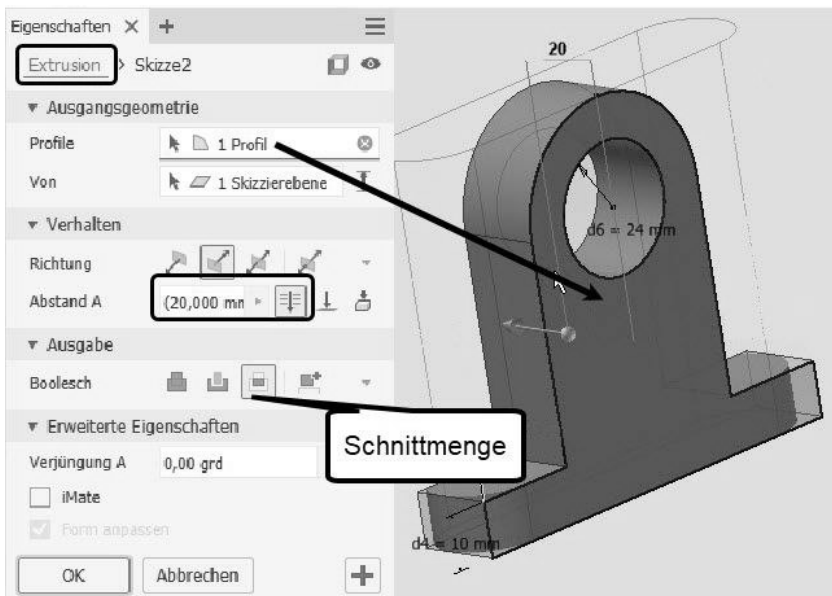 Eigenschaften × +
Extrusion > Skizze2
Ausgangsgeometrie
Profile 1 Profil
Von 1 Skizzierebene
Verhalten
Richtung
Abstand A (20,000 mm
Ausgabe
Boolesch
Schnittmenge
Erweiterte Eigenschaften
Verjüngung A 0,00 grd
iMate
Form anpassen
OK Abbrechen +
20
d6 = 24 mm
d4 = 10 mm